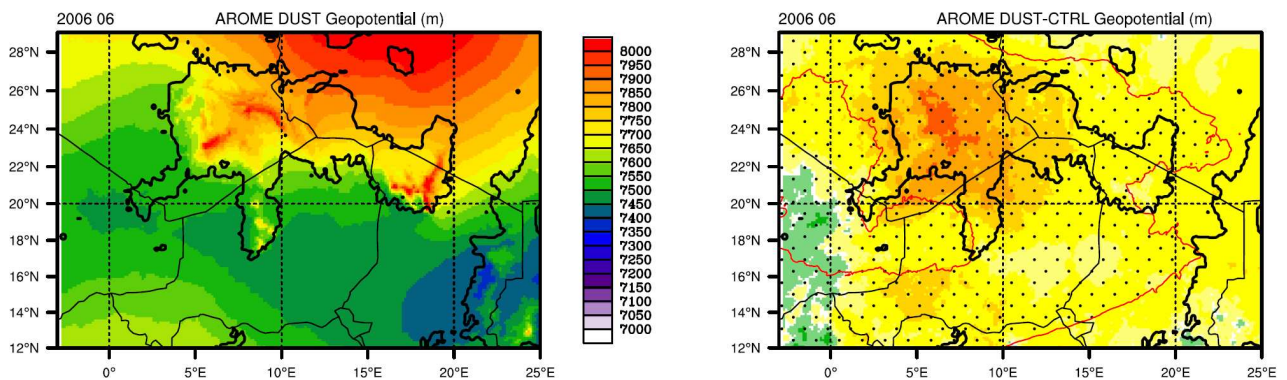 2006 06 AROME DUST Geopotential (m)
28°N
26°N
24°N
22°N
20°N
18°N
16°N
14°N
12°N
0° 5°E 10°E 15°E 20°E 25°E
8000
7950
7900
7850
7800
7750
7700
7650
7550
7500
7450
7400
7350
7300
7250
7200
7150
7100
7050
7000
2006 06 AROME DUST-CTRL Geopotential (m)
28°N
26°N
24°N
22°N
20°N
18°N
16°N
14°N
12°N
0° 5°E 10°E 15°E 20°E 25°E